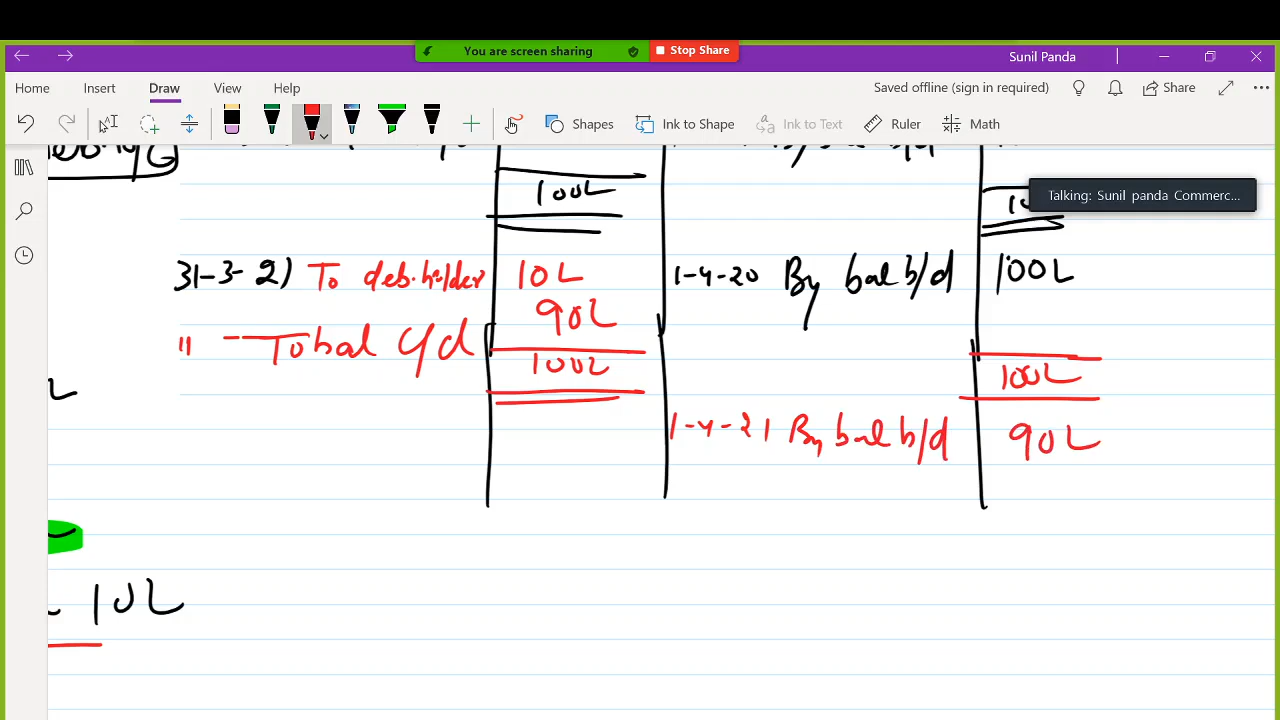 You are screen sharing Stop Share
Sunil Panda
Home Insert Draw View Help Saved offline (sign in required) Share
Shapes Ink to Shape Ink to Text Ruler Math
Talking: Sunil panda Commerc...
100L
31-3-21 To deb.holder 10L 1-4-20 By bal b/d 100L
90L
" To bal c/d
100L 100L
1-4-21 By bal b/d 90L
10L